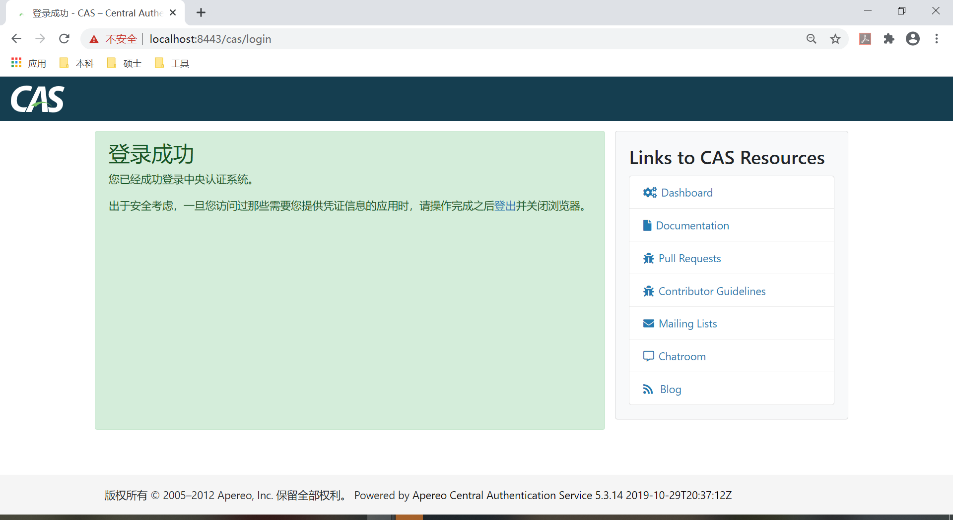 登录成功 - CAS – Central Authe
不安全 | localhost:8443/cas/login
应用 本科 硕士 工具
CAS
登录成功
您已经成功登录中央认证系统。
出于安全考虑，一旦您访问过那些需要您提供凭证信息的应用时，请操作完成之后登出并关闭浏览器。
Links to CAS Resources
Dashboard
Documentation
Pull Requests
Contributor Guidelines
Mailing Lists
Chatroom
Blog
版权所有 © 2005–2012 Apereo, Inc. 保留全部权利。 Powered by Apereo Central Authentication Service 5.3.14 2019-10-29T20:37:12Z